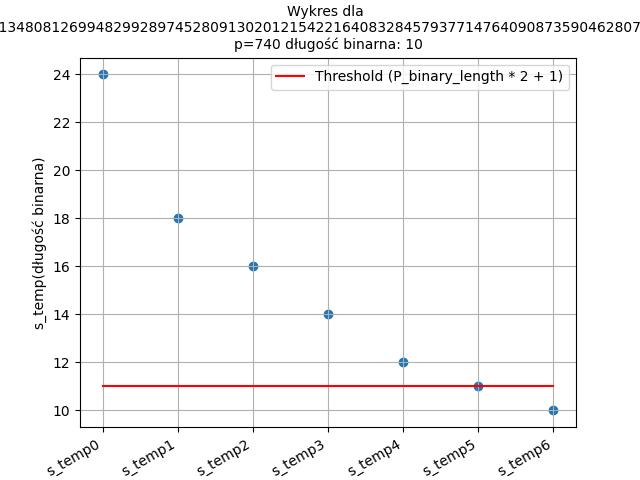 Wykres dla
1348081269948299289745280913020121542216408328457937714764090873590462807
p=740 długość binarna: 10
Threshold (P_binary_length * 2 + 1)
s_temp(długość binarna)
24
22
20
18
16
14
12
10
s_temp0
s_temp1
s_temp2
s_temp3
s_temp4
s_temp5
s_temp6